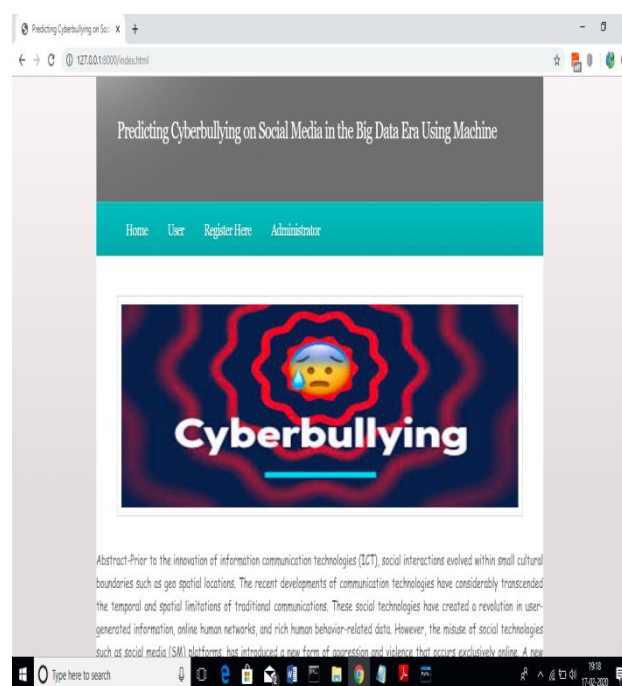 Predicting Cyberbullying on Soci
127.0.0.1:8000/index.html
off
Predicting Cyberbullying on Social Media in the Big Data Era Using Machine
Home User Register Here Administrator
Cyberbullying
Abstract-Prior to the innovation of information communication technologies (ICT), social interactions evolved within small cultural
boundaries such as geo spatial locations. The recent developments of communication technologies have considerably transcended
the temporal and spatial limitations of traditional communications. These social technologies have created a revolution in user-
generated information, online human networks, and rich human behavior-related data. However, the misuse of social technologies
such as social media (SM) platforms, has introduced a new form of aggression and violence that occurs exclusively online. A new
Type here to search
19:18
17-02-2020